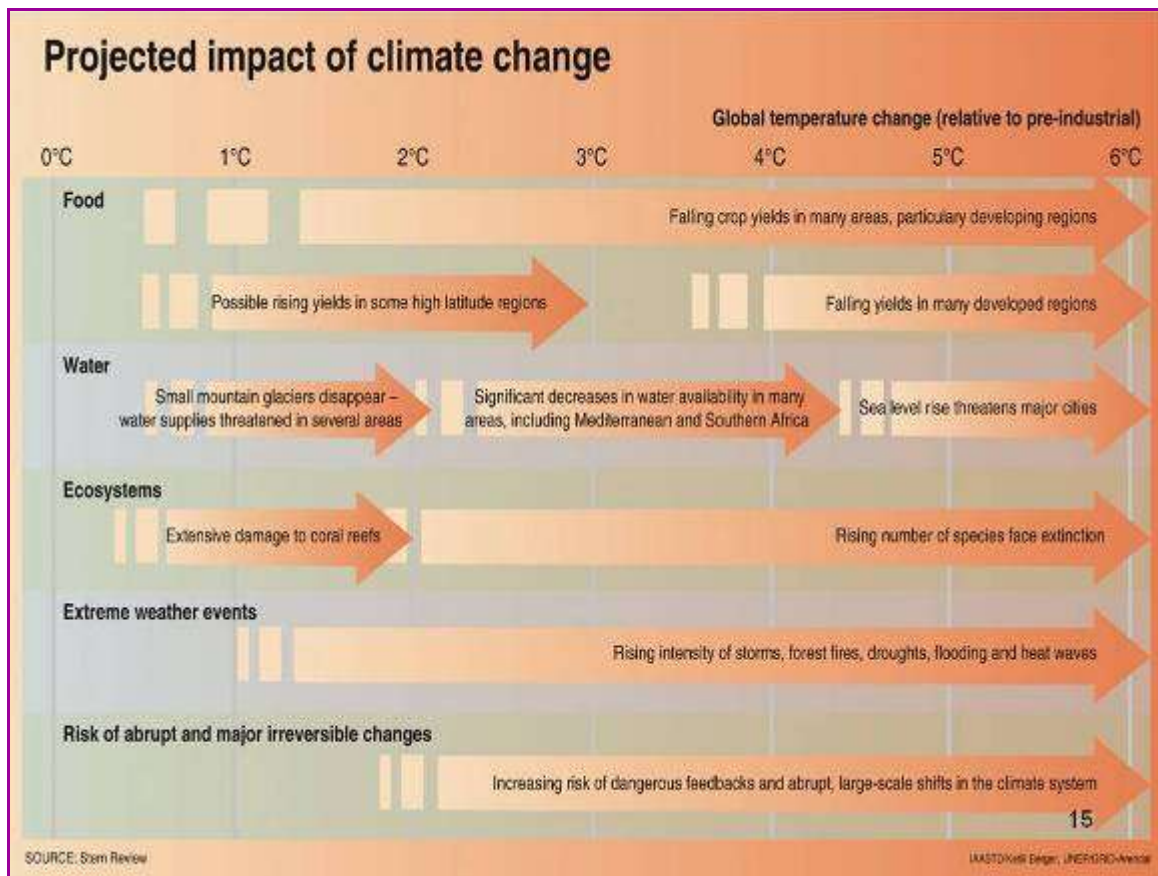 Projected impact of climate change
Global temperature change (relative to pre-industrial)
0°C 1°C 2°C 3°C 4°C 5°C 6°C
Food
Falling crop yields in many areas, particulary developing regions
Possible rising yields in some high latitude regions
Falling yields in many developed regions
Water
Small mountain glaciers disappear –
water supplies threatened in several areas
Significant decreases in water availability in many
areas, including Mediterranean and Southern Africa
Sea level rise threatens major cities
Ecosystems
Extensive damage to coral reefs
Rising number of species face extinction
Extreme weather events
Rising intensity of storms, forest fires, droughts, flooding and heat waves
Risk of abrupt and major irreversible changes
Increasing risk of dangerous feedbacks and abrupt, large-scale shifts in the climate system
15
SOURCE: Stern Review
IAASTD/Ketill Berger, UNEP/GRID-Arendal